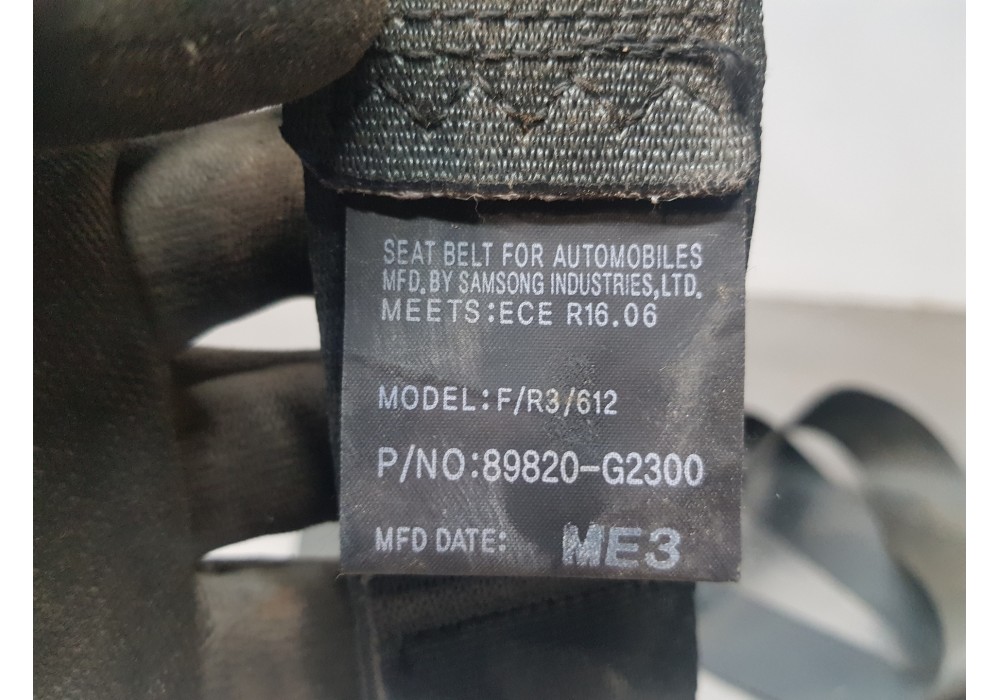 SEAT BELT FOR AUTOMOBILES
MFD. BY SAMSONG INDUSTRIES,LTD.
MEETS:ECE R16.06
MODEL:F/R3/612
P/NO:89820-G2300
MFD DATE: ME3